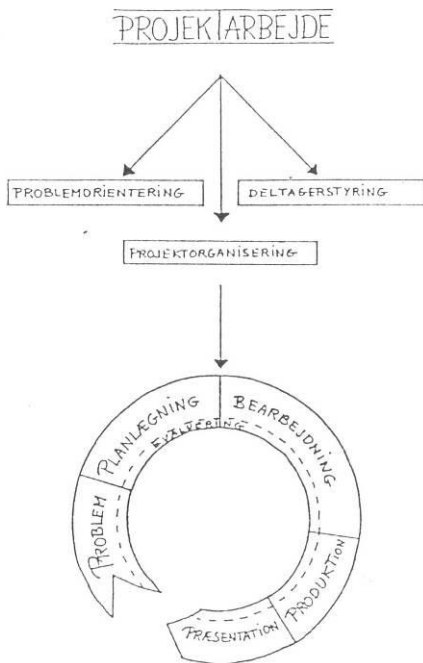 PROJEKTARBEJDE
PROBLEMORIENTERING
DELTAGERSTYRING
PROJEKTORGANISERING
PROBLEM
PLANLÆGNING
EVALUERING
BEARBEJDNING
PRODUKTION
PRÆSENTATION